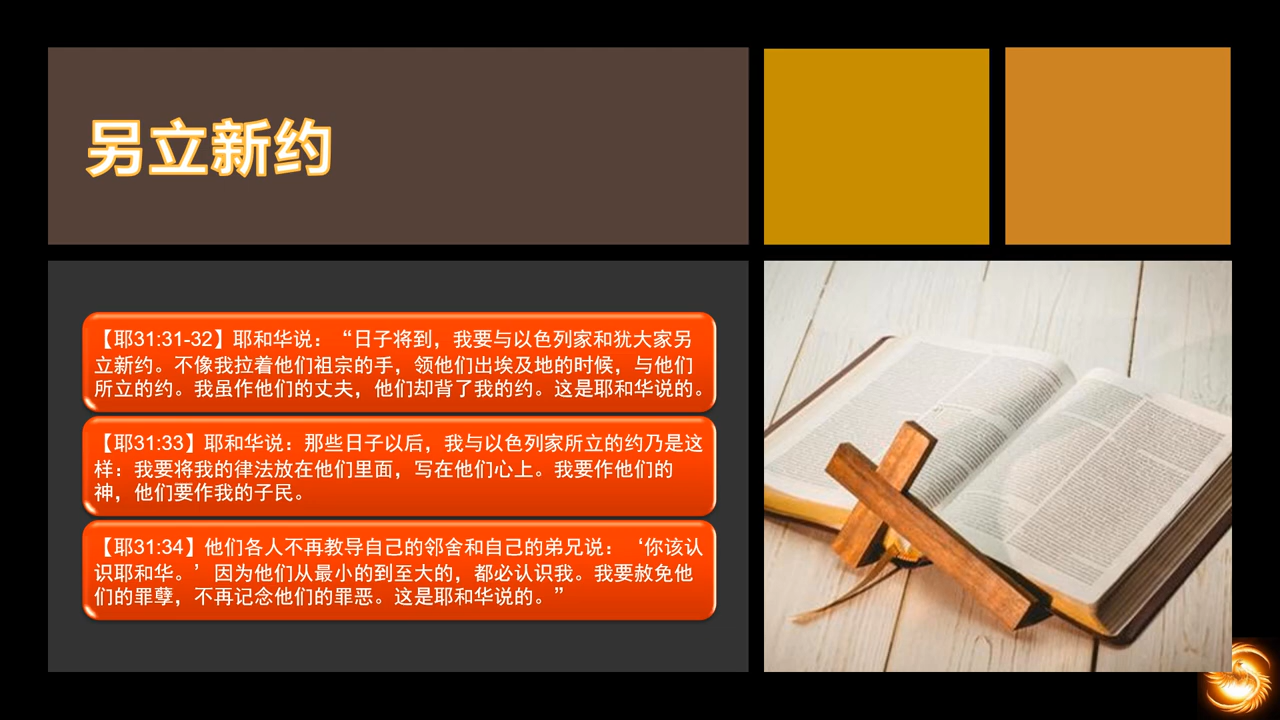 另立新约
【耶31:31-32】耶和华说：“日子将到，我要与以色列家和犹大家另
立新约。不像我拉着他们祖宗的手，领他们出埃及地的时候，与他们
所立的约。我虽作他们的丈夫，他们却背了我的约。这是耶和华说的。
【耶31:33】耶和华说：那些日子以后，我与以色列家所立的约乃是这
样：我要将我的律法放在他们里面，写在他们心上。我要作他们的
神，他们要作我的子民。
【耶31:34】他们各人不再教导自己的邻舍和自己的弟兄说：‘你该认
识耶和华。’因为他们从最小的到至大的，都必认识我。我要赦免他
们的罪孽，不再记念他们的罪恶。这是耶和华说的。”